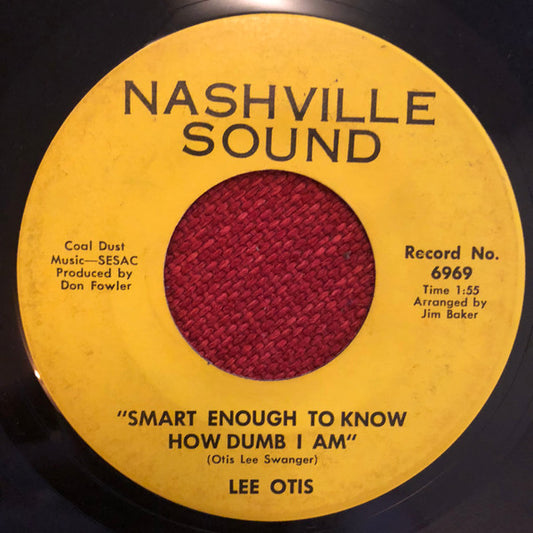 NASHVILLE
SOUND
Coal Dust
Music—SESAC
Produced by
Don Fowler
Record No.
6969
Time 1:55
Arranged by
Jim Baker
"SMART ENOUGH TO KNOW
HOW DUMB I AM"
(Otis Lee Swanger)
LEE OTIS